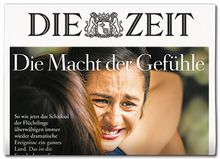 DIE ZEIT
Die Macht der Gefühle
So wie jetzt das Schicksal
der Flüchtlinge
überwältigen immer
wieder dramatische
Ereignisse ein ganzes
Land. Das ist die